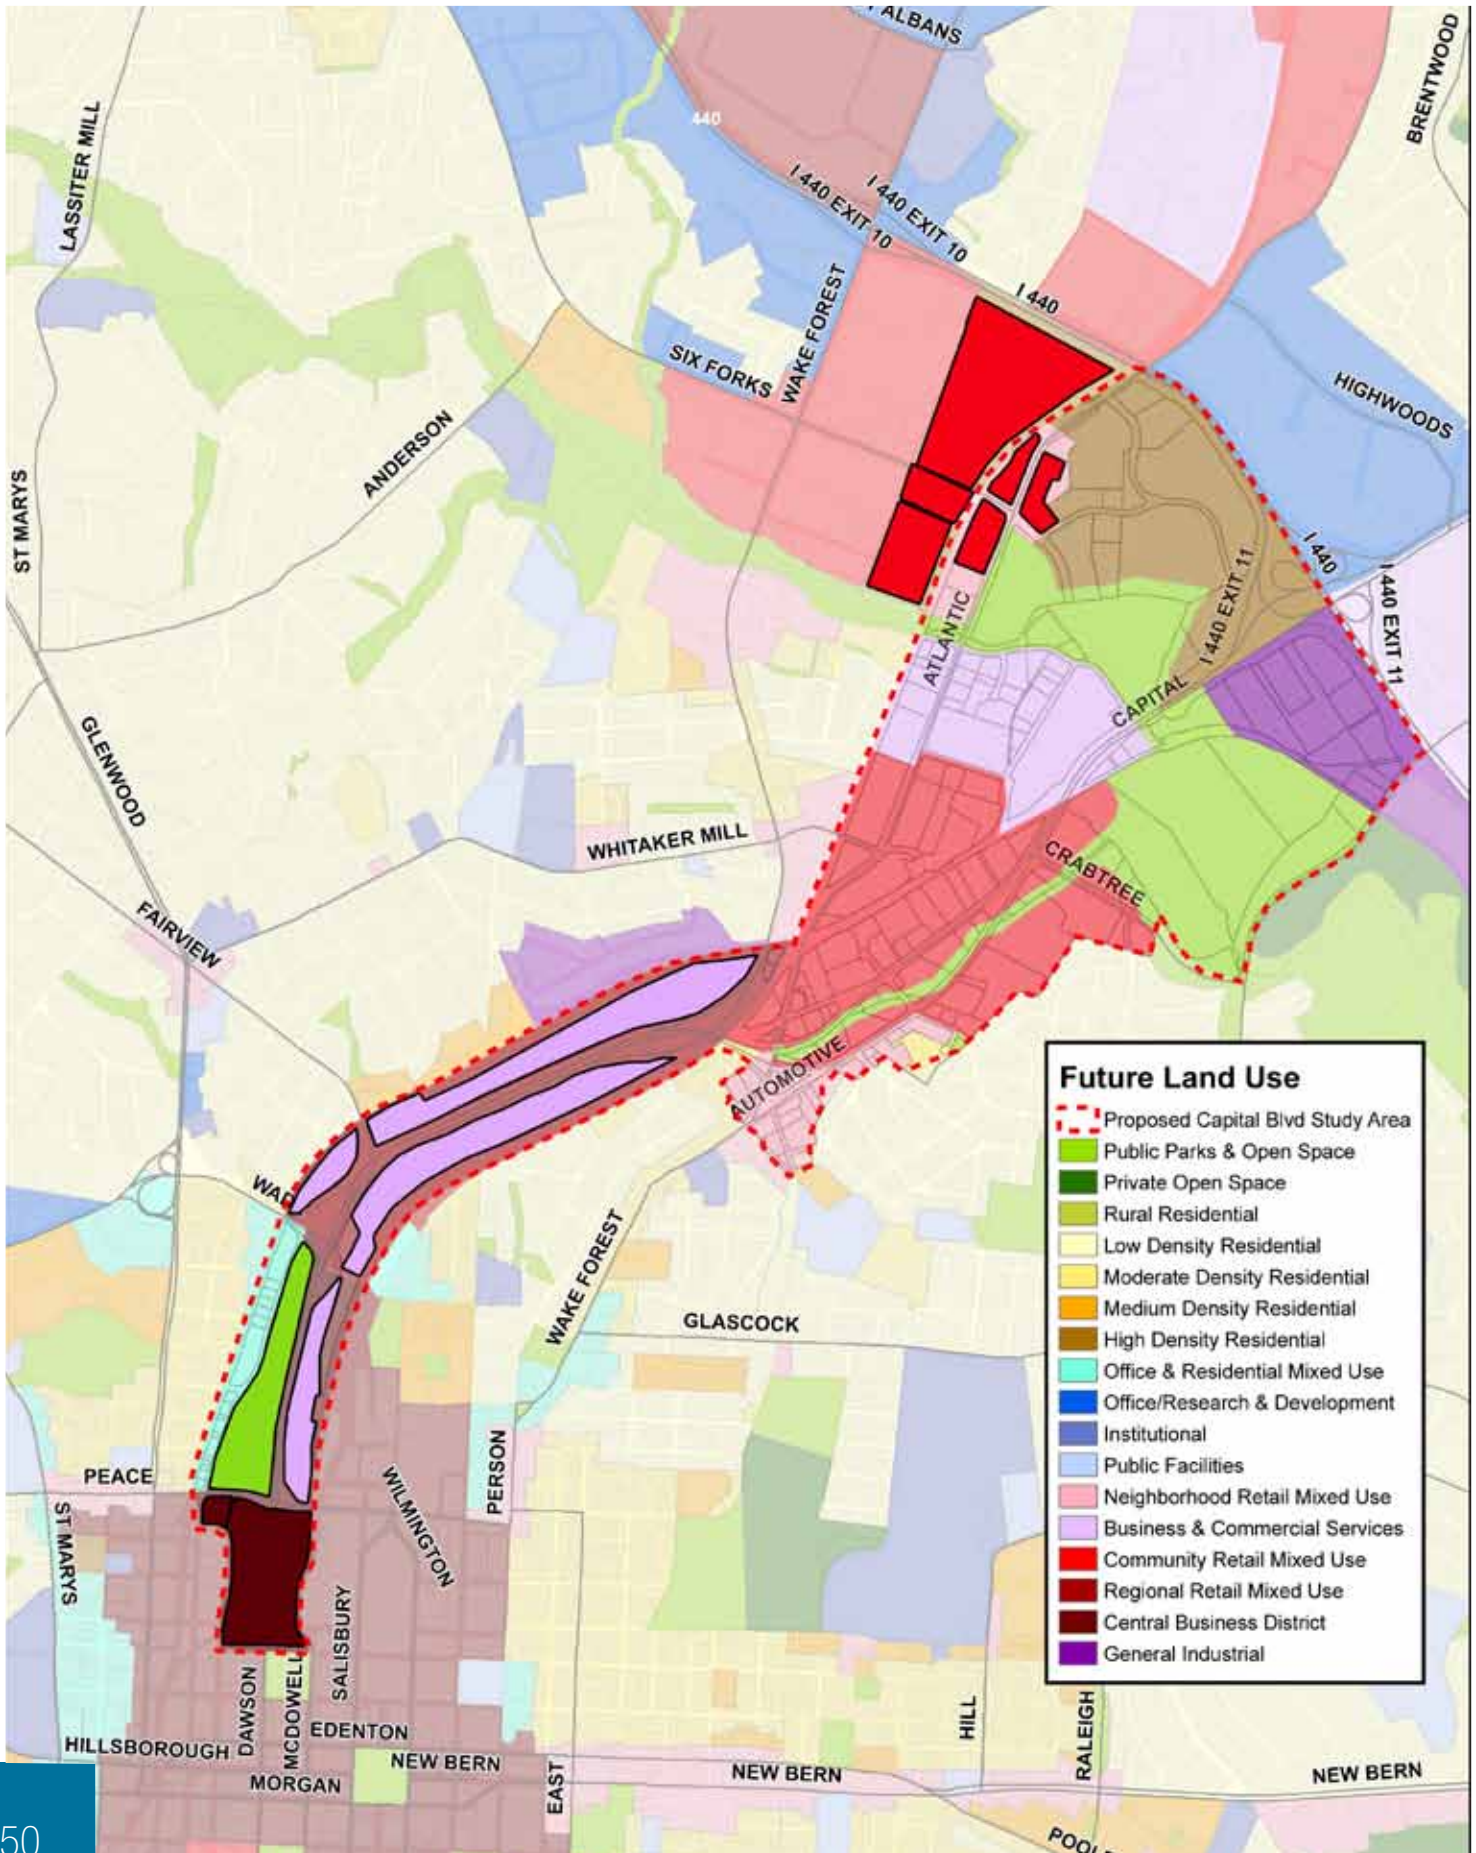 ALBANS
BRENTWOOD
LASSITER MILL
440
I 440 EXIT 10
I 440 EXIT 10
I 440
WAKE FOREST
SIX FORKS
HIGHWOODS
ANDERSON
ST MARYS
I 440
I 440 EXIT 11
I 440 EXIT 11
ATLANTIC
CAPITAL
GLENWOOD
WHITAKER MILL
CRABTREE
FAIRVIEW
AUTOMOTIVE
WAD
WAKE FOREST
GLASCOCK
PEACE
ST MARYS
WILMINGTON
PERSON
SALISBURY
DAWSON
MCDOWELL
EDENTON
HILLSBOROUGH
MORGAN
NEW BERN
EAST
NEW BERN
HILL
RALEIGH
NEW BERN
POOL
Future Land Use
Proposed Capital Blvd Study Area
Public Parks & Open Space
Private Open Space
Rural Residential
Low Density Residential
Moderate Density Residential
Medium Density Residential
High Density Residential
Office & Residential Mixed Use
Office/Research & Development
Institutional
Public Facilities
Neighborhood Retail Mixed Use
Business & Commercial Services
Community Retail Mixed Use
Regional Retail Mixed Use
Central Business District
General Industrial
50